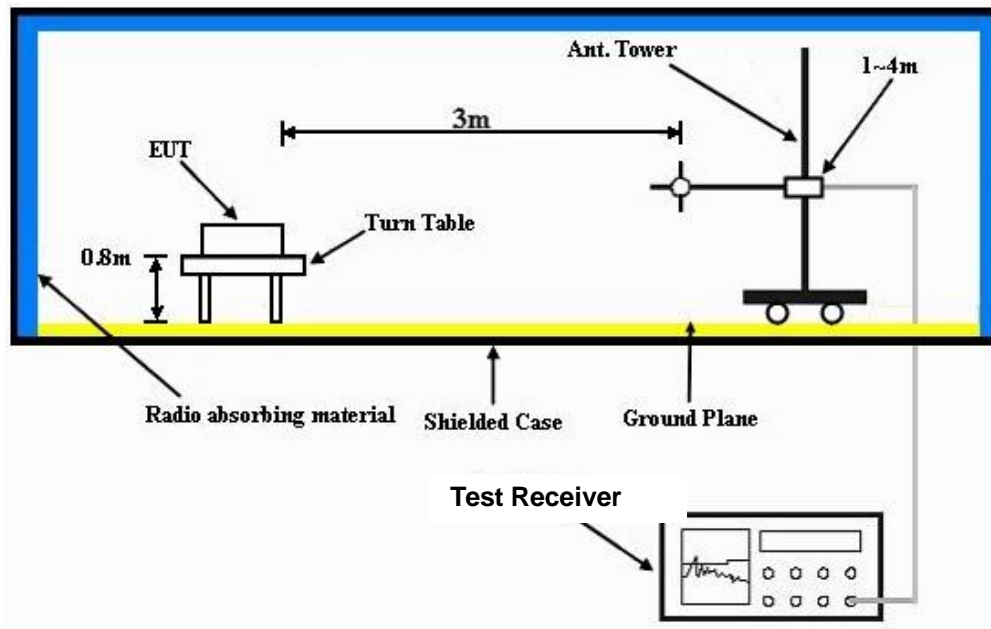 Ant. Tower
1~4m
3m
EUT
Turn Table
0.8m
Radio absorbing material
Shielded Case
Ground Plane
Test Receiver